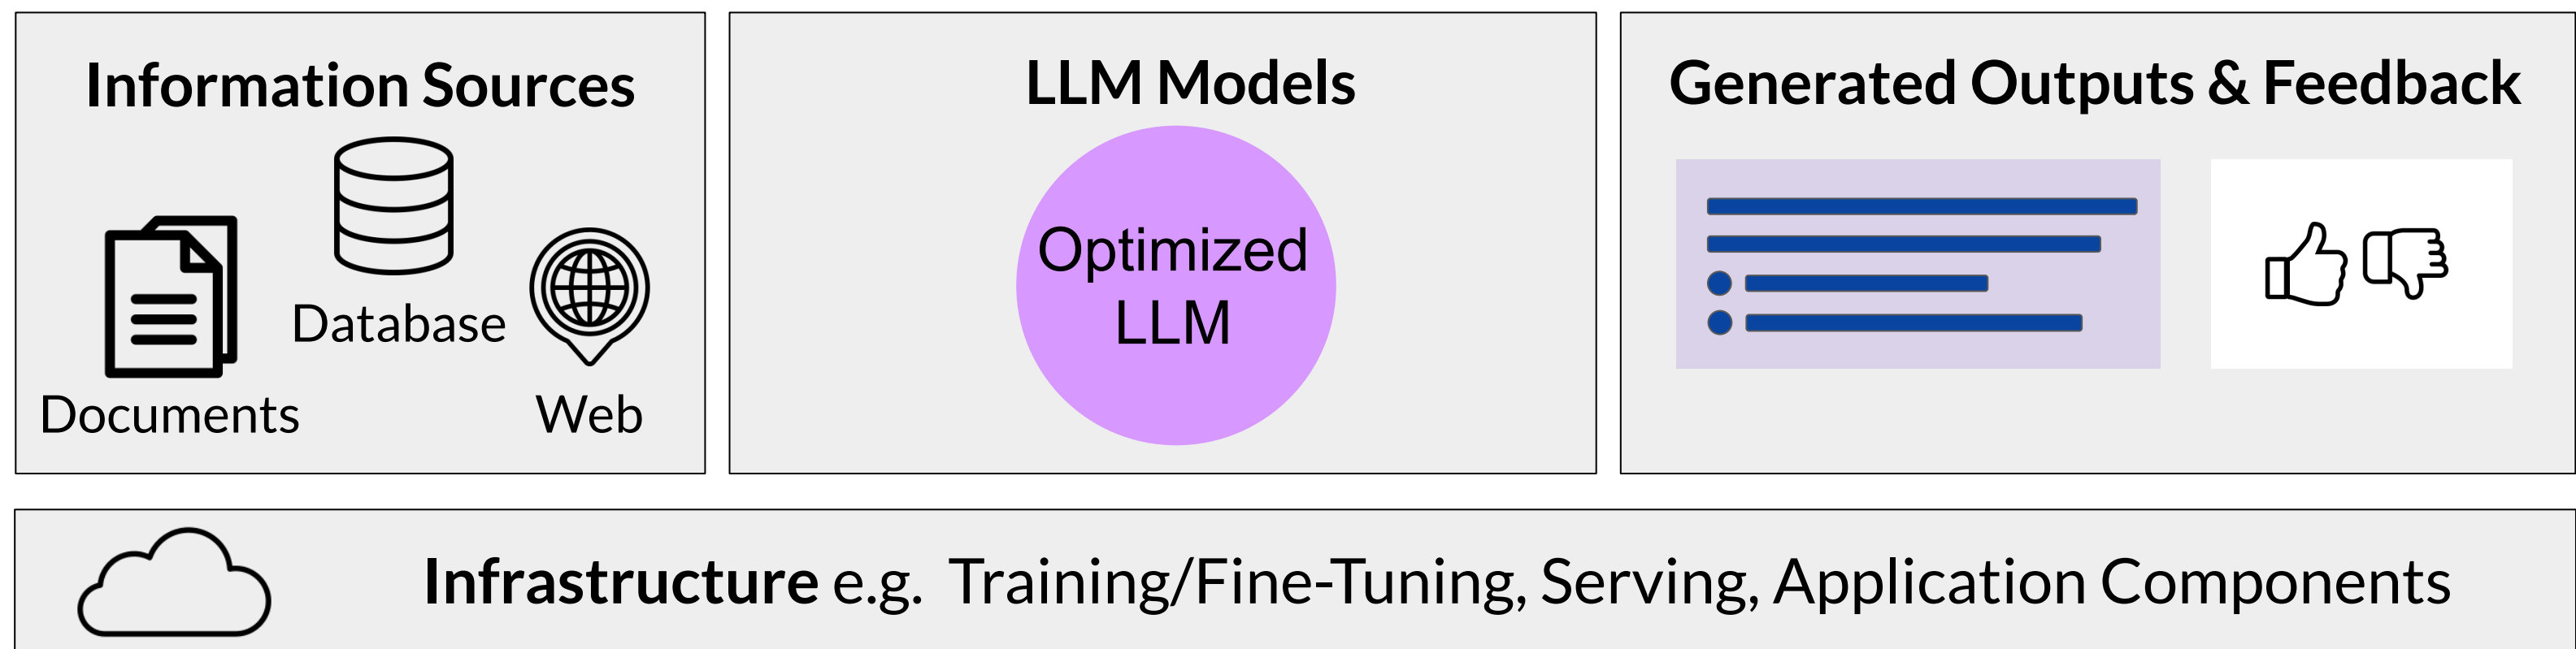 Information Sources
Database
Documents
Web
LLM Models
Optimized
LLM
Generated Outputs & Feedback
Infrastructure e.g. Training/Fine-Tuning, Serving, Application Components